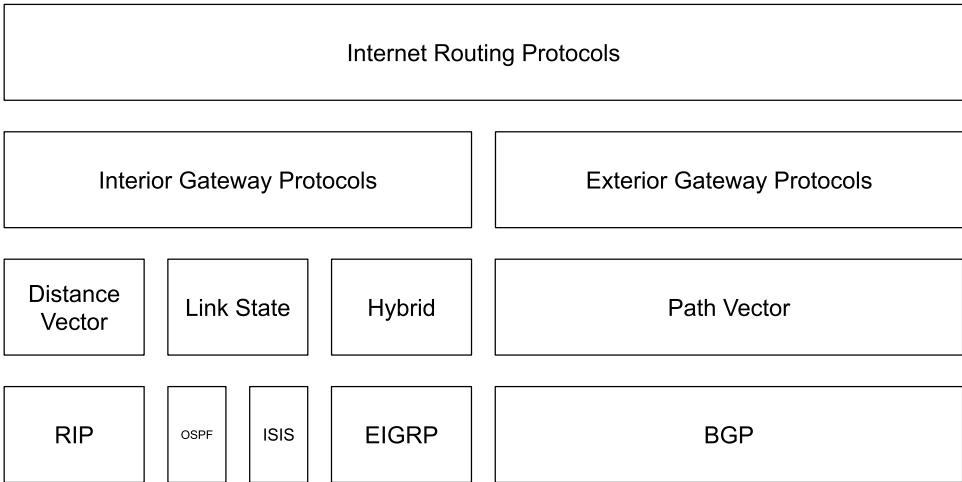 Internet Routing Protocols
Interior Gateway Protocols
Exterior Gateway Protocols
Distance
Vector
Link State
Hybrid
Path Vector
RIP
OSPF
ISIS
EIGRP
BGP